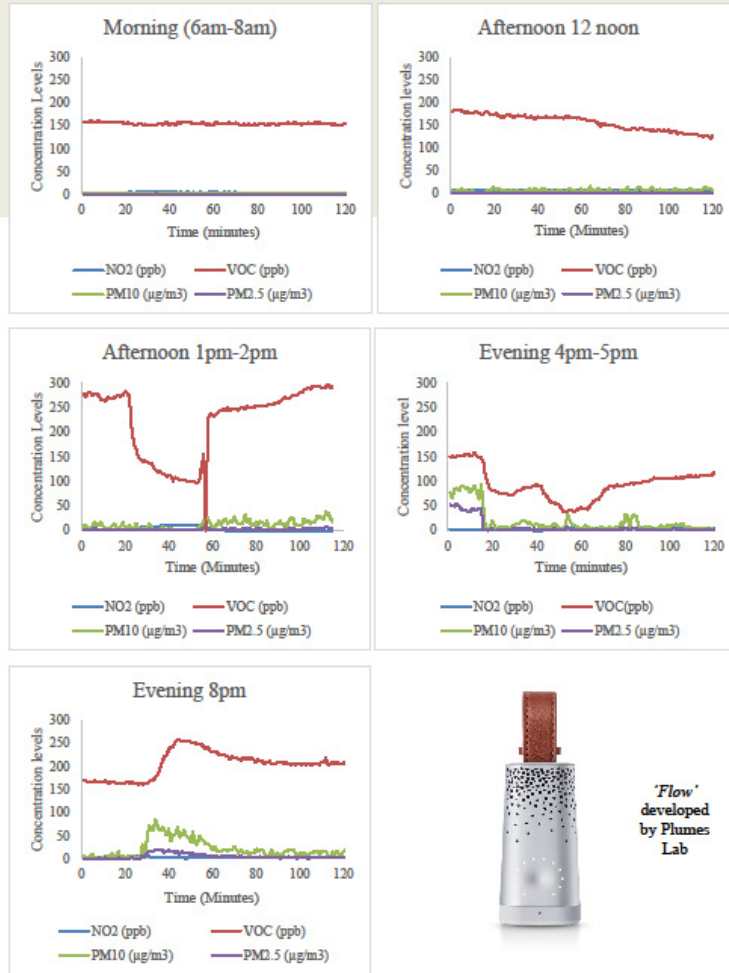 Morning (6am-8am)
Concentration Levels
300
250
200
150
100
50
0
0 20 40 60 80 100 120
Time (minutes)
NO2 (ppb) VOC (ppb)
PM10 (µg/m3) PM2.5 (µg/m3)
Afternoon 12 noon
Concentration levels
300
250
200
150
100
50
0
0 20 40 60 80 100 120
Time (Minutes)
NO2 (ppb) VOC (ppb)
PM10 (µg/m3) PM2.5 (µg/m3)
Afternoon 1pm-2pm
Concentration Levels
300
250
200
150
100
50
0
0 20 40 60 80 100 120
Time (Minutes)
NO2 (ppb) VOC (ppb)
PM10 (µg/m3) PM2.5 (µg/m3)
Evening 4pm-5pm
Concentration level
300
250
200
150
100
50
0
0 20 40 60 80 100 120
Time (minutes)
NO2 (ppb) VOC(ppb)
PM10 (µg/m3) PM2.5 (µg/m3)
Evening 8pm
Concentration levels
300
250
200
150
100
50
0
0 20 40 60 80 100 120
Time (Minutes)
NO2 (ppb) VOC (ppb)
PM10 (µg/m3) PM2.5 (µg/m3)
'Flow'
developed
by Plumes
Lab